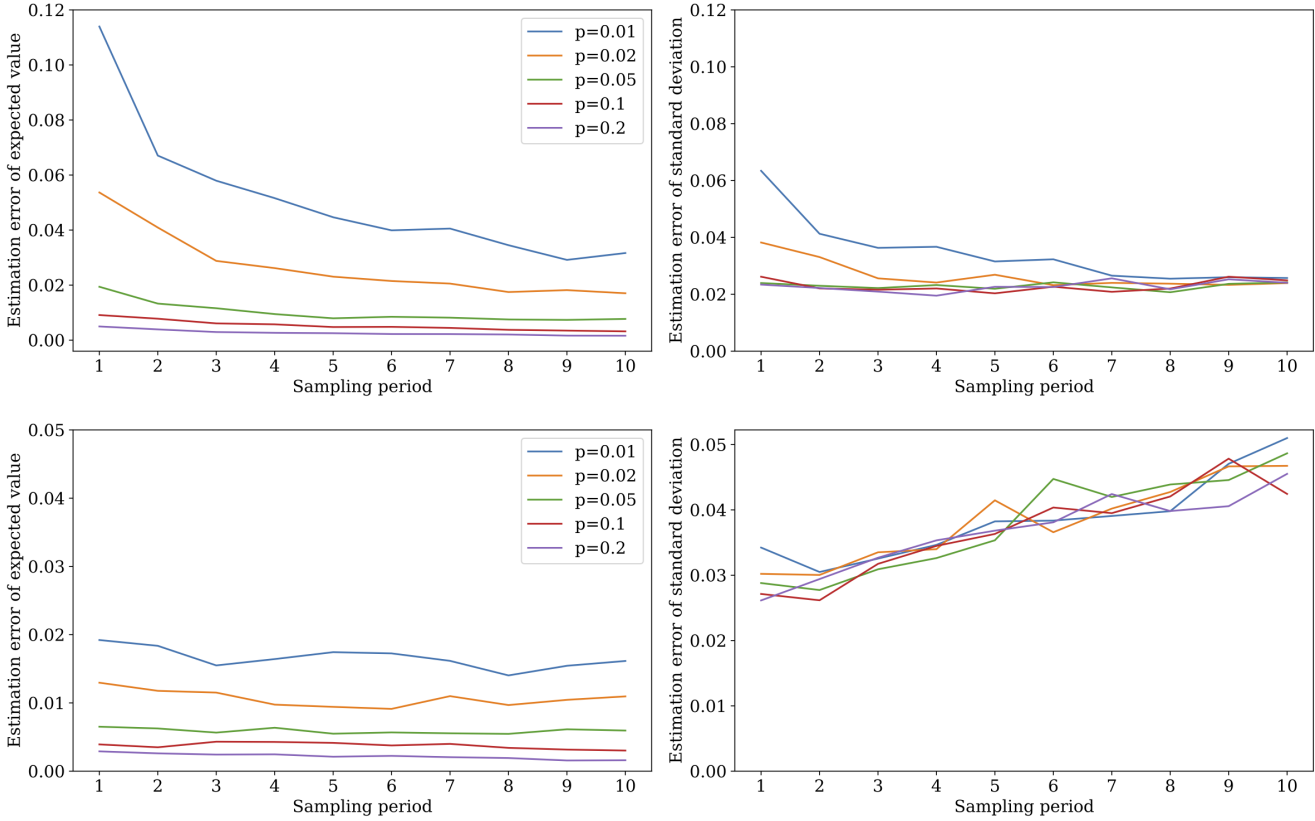 Estimation error of expected value
0.12
0.10
0.08
0.06
0.04
0.02
0.00
p=0.01
p=0.02
p=0.05
p=0.1
p=0.2
1 2 3 4 5 6 7 8 9 10
Sampling period
Estimation error of standard deviation
0.12
0.10
0.08
0.06
0.04
0.02
0.00
1 2 3 4 5 6 7 8 9 10
Sampling period
Estimation error of expected value
0.05
0.04
0.03
0.02
0.01
0.00
p=0.01
p=0.02
p=0.05
p=0.1
p=0.2
1 2 3 4 5 6 7 8 9 10
Sampling period
Estimation error of standard deviation
0.05
0.04
0.03
0.02
0.01
0.00
1 2 3 4 5 6 7 8 9 10
Sampling period